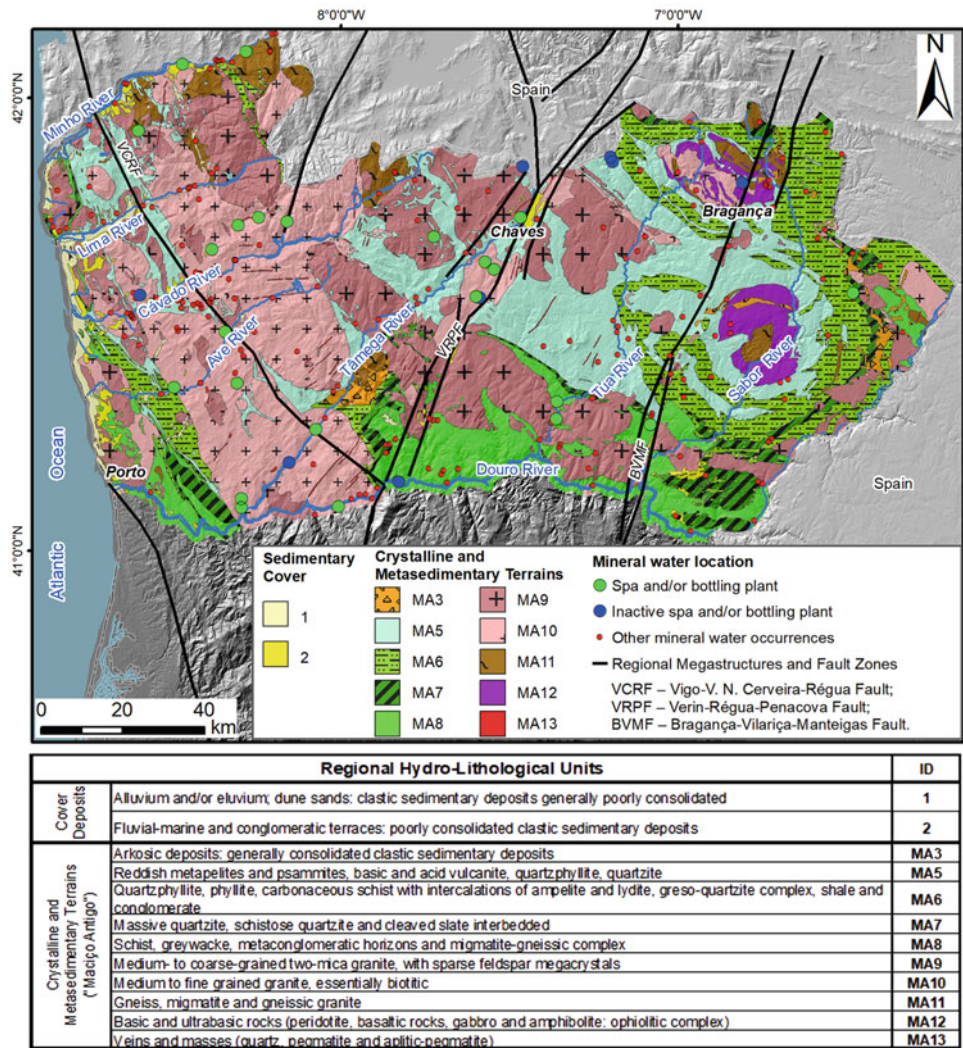 8°0'0"W
7°0'0"W
N
Spain
42°0'0"N
Minho River
VCRF
Bragança
Lima River
Chaves
Cávado River
Ave River
Tâmega River
VRPF
Tua River
Sabor River
Ocean
Porto
Douro River
BVMF
Spain
41°0'0"N
Atlantic
Sedimentary
Cover
1
2
Crystalline and
Metasedimentary Terrains
MA3
MA5
MA6
MA7
MA8
MA9
MA10
MA11
MA12
MA13
Mineral water location
Spa and/or bottling plant
Inactive spa and/or bottling plant
Other mineral water occurrences
Regional Megastructures and Fault Zones
VCRF – Vigo-V. N. Cerveira-Régua Fault;
VRPF – Verin-Régua-Penacova Fault;
BVMF – Bragança-Vilariça-Manteigas Fault.
0 20 40
km
Regional Hydro-Lithological Units ID
Cover
Deposits
Alluvium and/or eluvium; dune sands: clastic sedimentary deposits generally poorly consolidated 1
Fluvial-marine and conglomeratic terraces: poorly consolidated clastic sedimentary deposits 2
Crystalline and
Metasedimentary Terrains
("Maciço Antigo")
Arkosic deposits: generally consolidated clastic sedimentary deposits MA3
Reddish metapelites and psammites, basic and acid vulcanite, quartzphyllite, quartzite MA5
Quartzphyllite, phyllite, carbonaceous schist with intercalations of ampelite and lydite, greso-quartzite complex, shale and
conglomerate MA6
Massive quartzite, schistose quartzite and cleaved slate interbedded MA7
Schist, greywacke, metaconglomeratic horizons and migmatite-gneissic complex MA8
Medium- to coarse-grained two-mica granite, with sparse feldspar megacrystals MA9
Medium to fine grained granite, essentially biotitic MA10
Gneiss, migmatite and gneissic granite MA11
Basic and ultrabasic rocks (peridotite, basaltic rocks, gabbro and amphibolite: ophiolitic complex) MA12
Veins and masses (quartz, pegmatite and aplitic-pegmatite) MA13